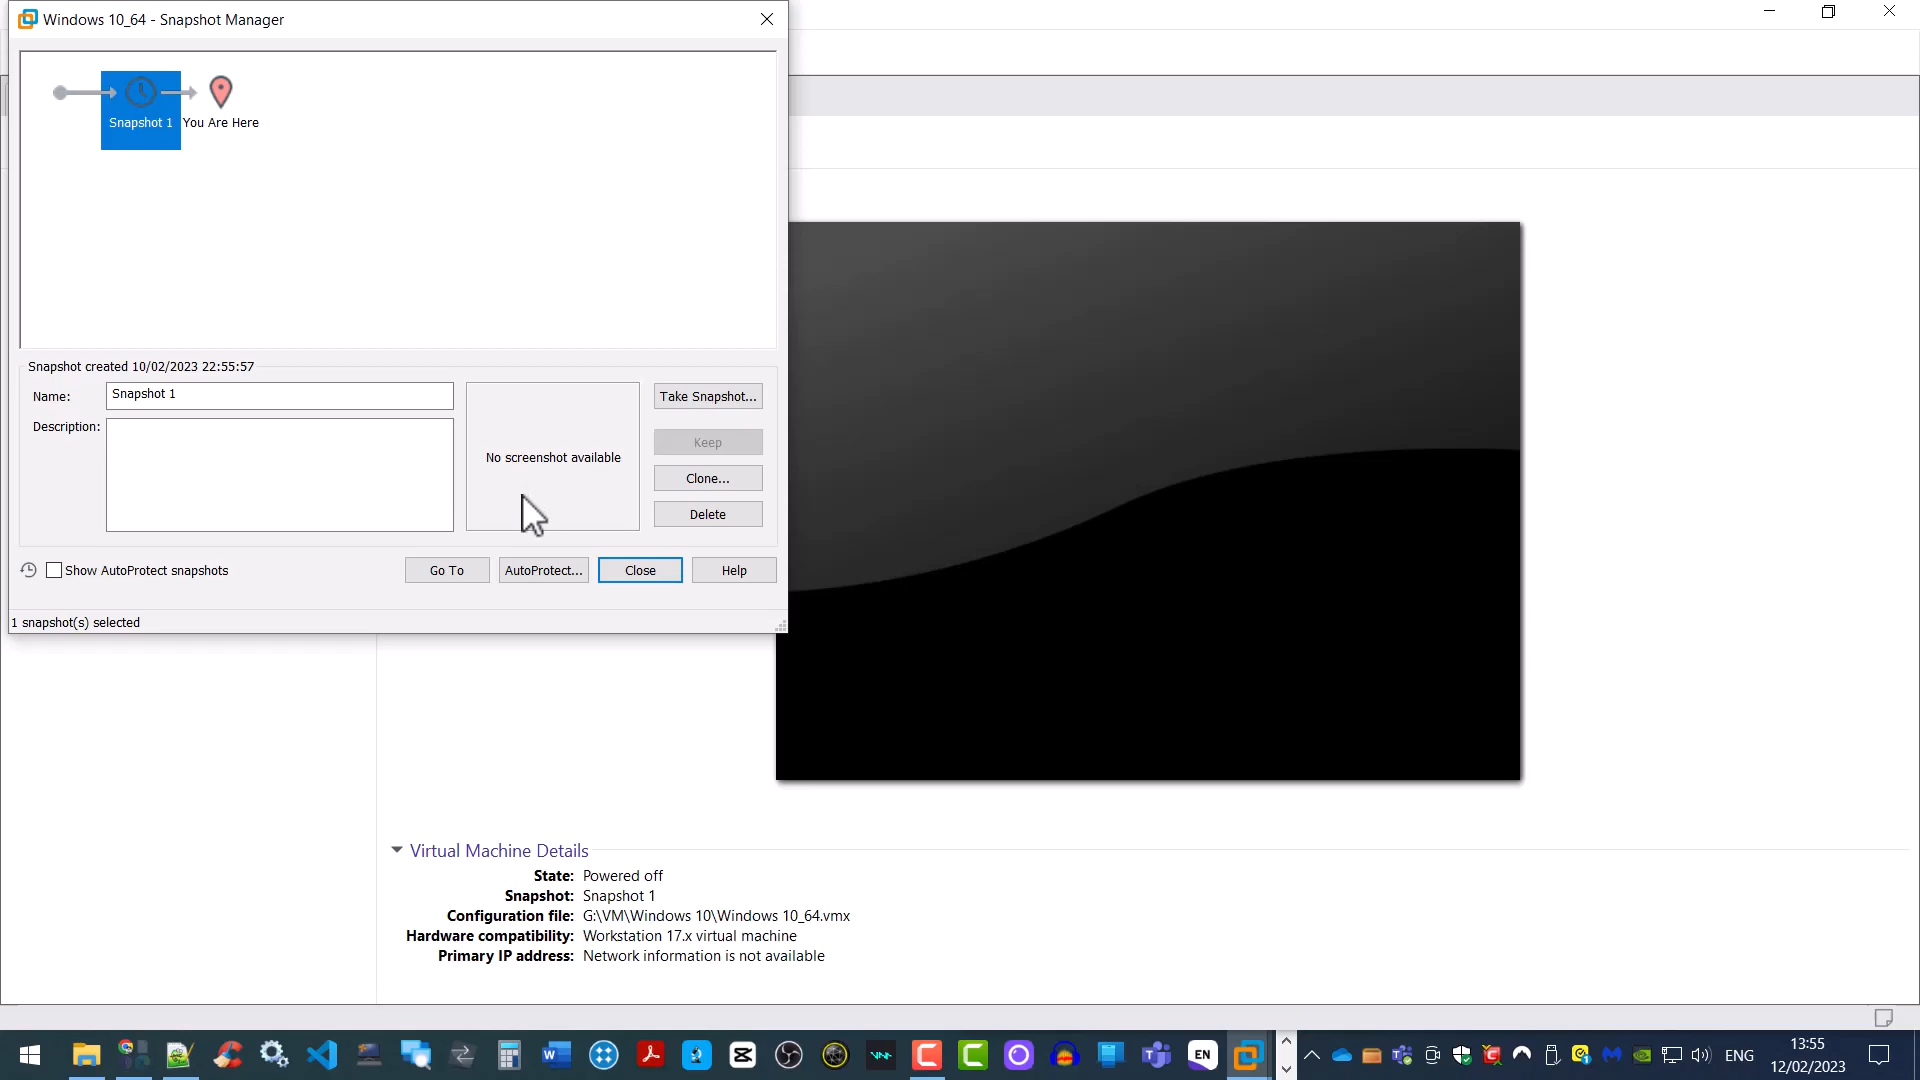 Windows 10_64 - Snapshot Manager
Snapshot 1
You Are Here
Snapshot created 10/02/2023 22:55:57
Name:
Snapshot 1
Take Snapshot...
Description:
Keep
No screenshot available
Clone...
Delete
Show AutoProtect snapshots
Go To
AutoProtect...
Close
Help
1 snapshot(s) selected
Virtual Machine Details
State: Powered off
Snapshot: Snapshot 1
Configuration file: G:\VM\Windows 10\Windows 10_64.vmx
Hardware compatibility: Workstation 17.x virtual machine
Primary IP address: Network information is not available
EN
ENG
13:55
12/02/2023